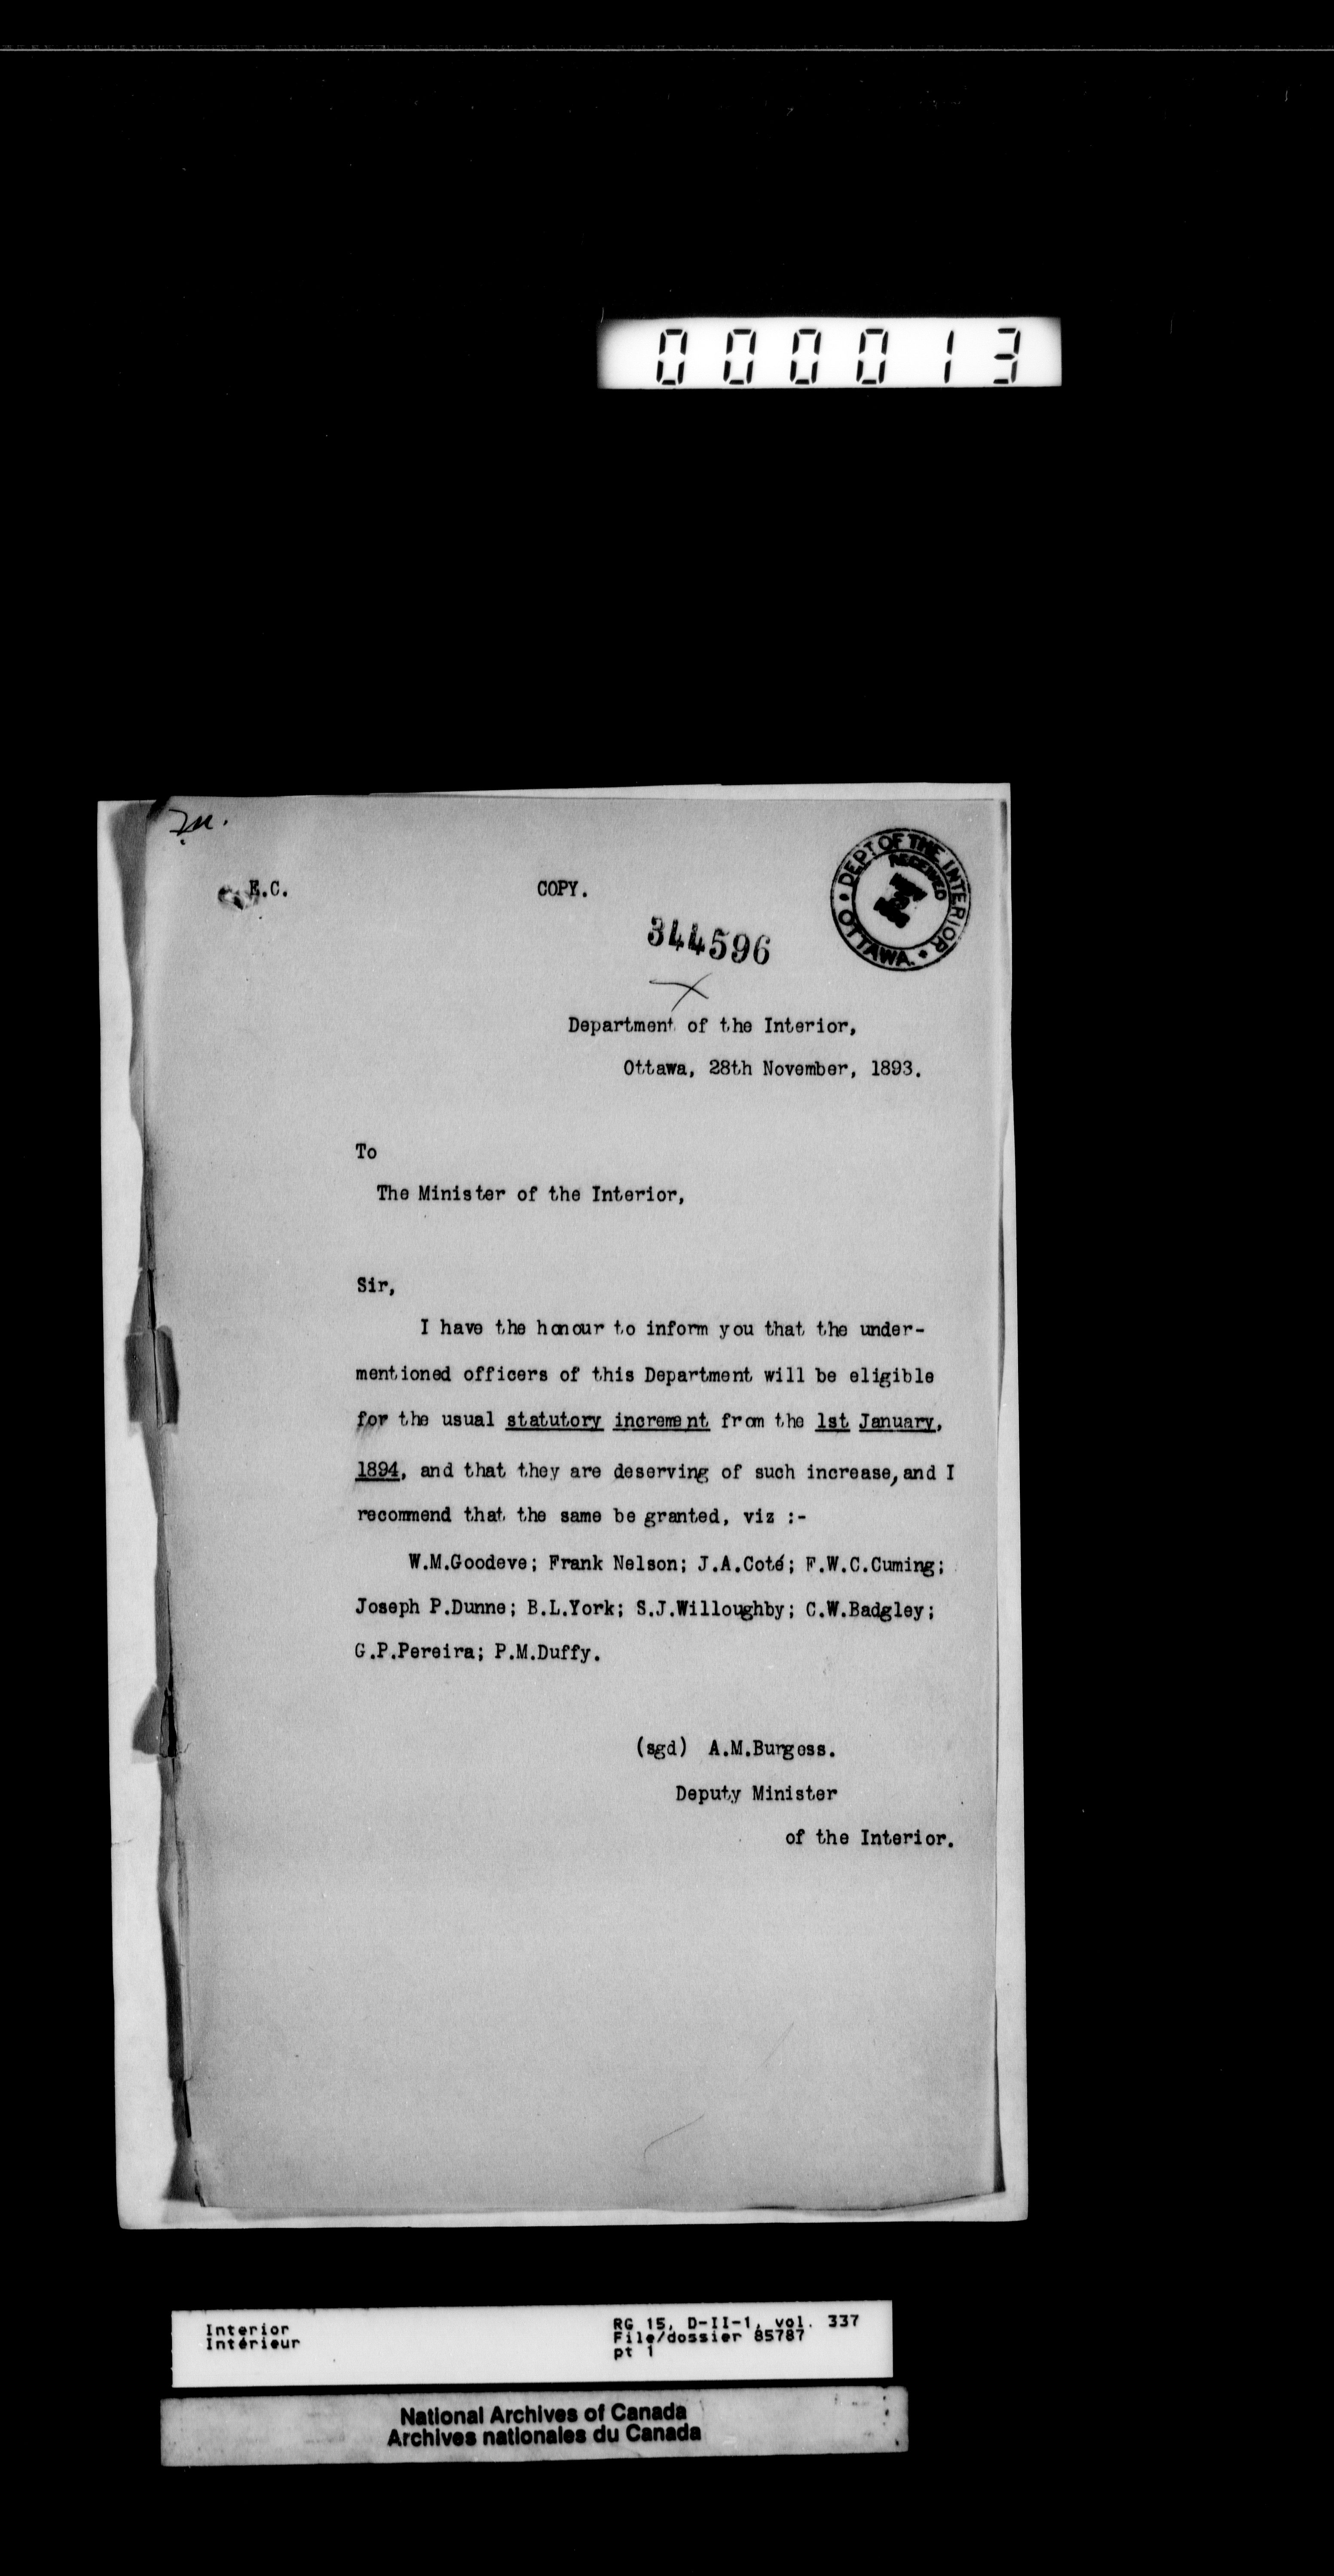 000013
E.C.
COPY.
DEPT. OF THE INTERIOR
RECEIVED
OTTAWA.
344596
Department of the Interior,
Ottawa, 28th November, 1893.
To
The Minister of the Interior,
Sir,
I have the honour to inform you that the under-
mentioned officers of this Department will be eligible
for the usual statutory increment from the 1st January,
1894, and that they are deserving of such increase, and I
recommend that the same be granted, viz :-
W.M.Goodeve; Frank Nelson; J.A.Coté; F.W.C.Cuming;
Joseph P.Dunne; B.L.York; S.J.Willoughby; C.W.Badgley;
G.P.Pereira; P.M.Duffy.
(sgd) A.M.Burgess.
Deputy Minister
of the Interior.
Interior
Intérieur
RG 15, D-II-1, vol. 337
File/dossier 85787
pt 1
National Archives of Canada
Archives nationales du Canada